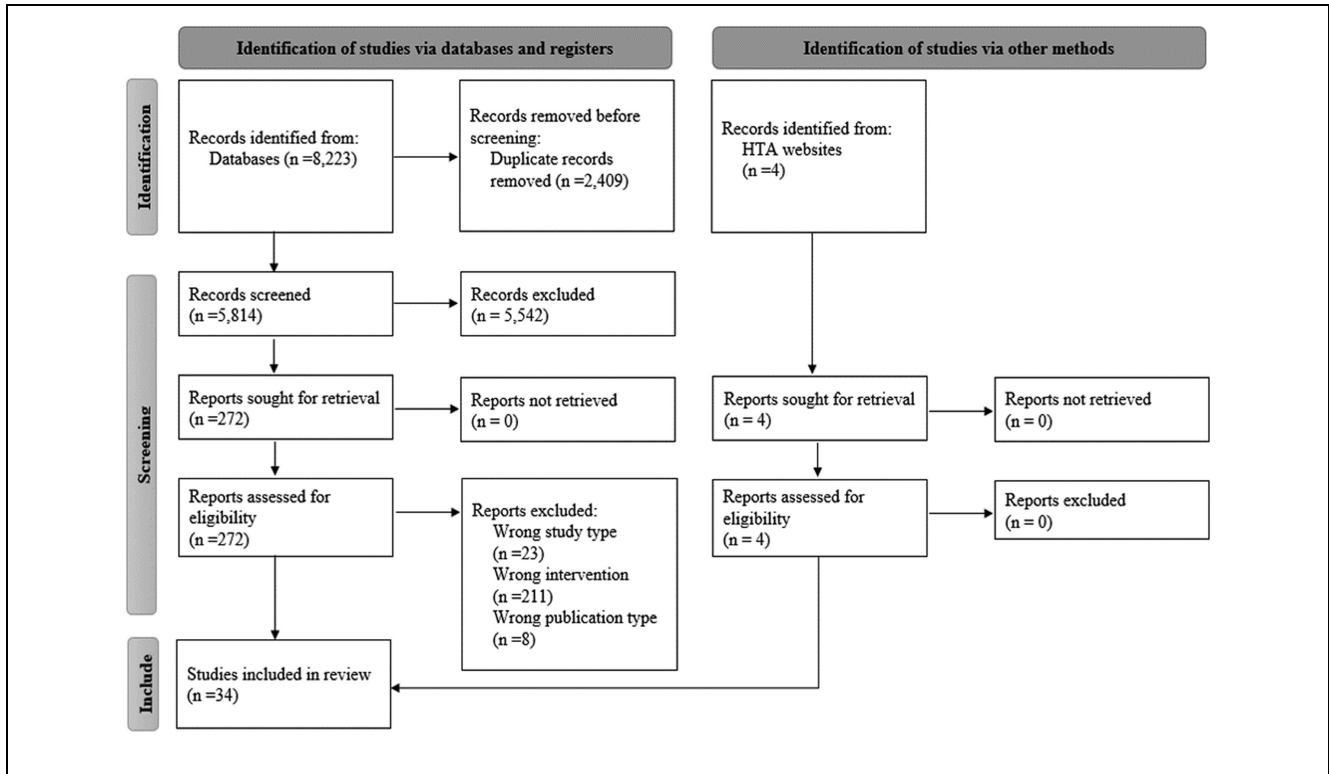 Identification of studies via databases and registers
Identification of studies via other methods
Identification
Records identified from:
Databases (n =8,223)
Records removed before
screening:
Duplicate records
removed (n =2,409)
Records identified from:
HTA websites
(n =4)
Screening
Records screened
(n =5,814)
Records excluded
(n = 5,542)
Reports sought for retrieval
(n =272)
Reports not retrieved
(n = 0)
Reports sought for retrieval
(n = 4)
Reports not retrieved
(n = 0)
Reports assessed for
eligibility
(n =272)
Reports excluded:
Wrong study type
(n =23)
Wrong intervention
(n =211)
Wrong publication type
(n =8)
Reports assessed for
eligibility
(n = 4)
Reports excluded
(n = 0)
Include
Studies included in review
(n =34)